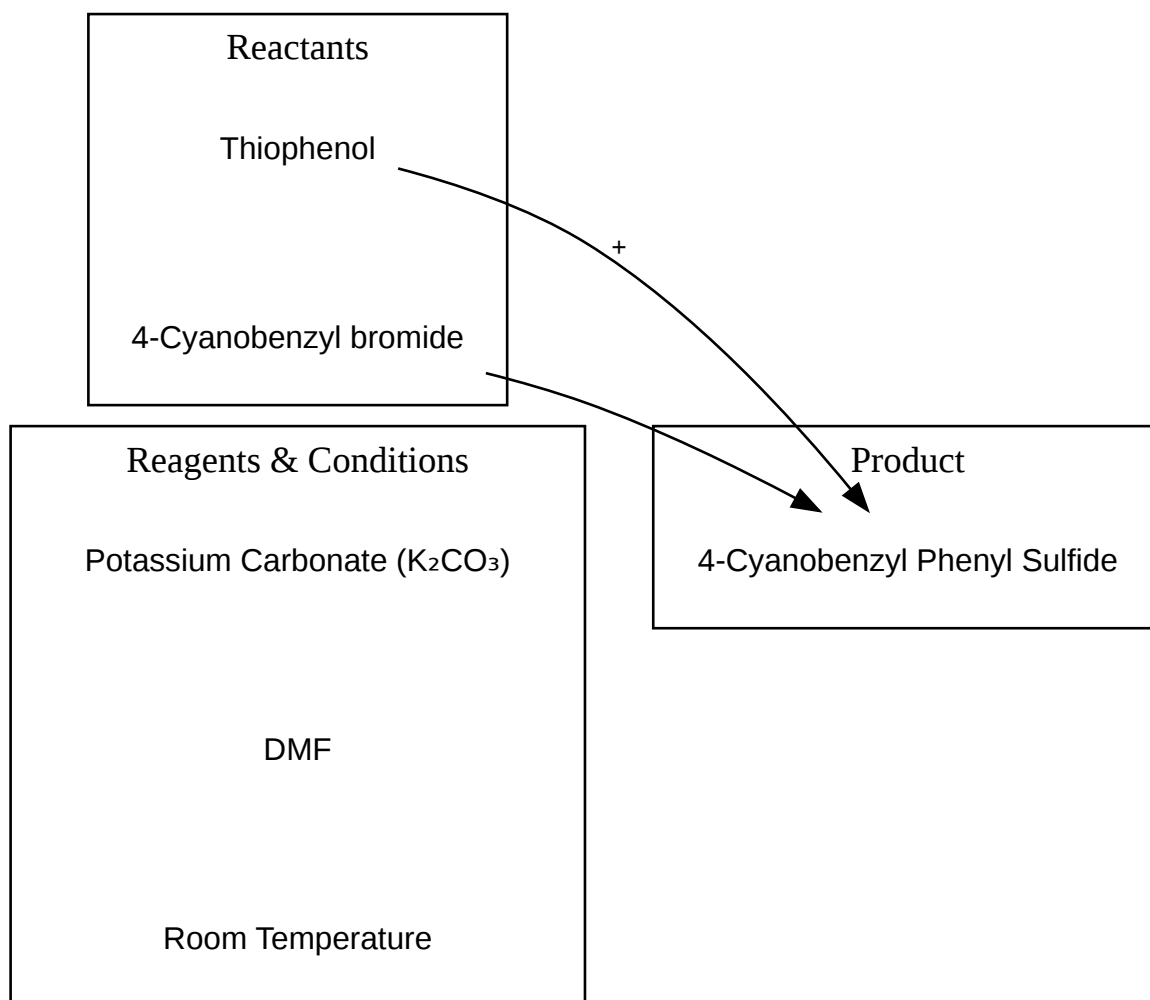 Reactants
Thiophenol
+
4-Cyanobenzyl bromide
Reagents & Conditions
Potassium Carbonate (K₂CO₃)
DMF
Room Temperature
Product
4-Cyanobenzyl Phenyl Sulfide